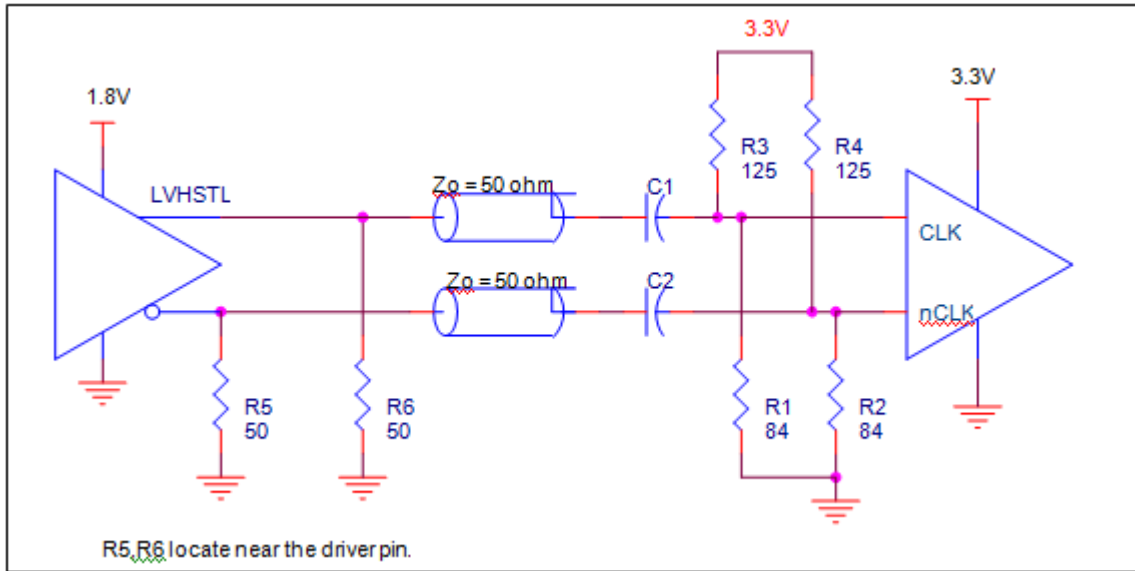 3.3V
1.8V
3.3V
R3
125
R4
125
LVHSTL
Zo = 50 ohm
C1
CLK
Zo = 50 ohm
C2
nCLK
R5
50
R6
50
R1
84
R2
84
R5,R6 locate near the driver pin.